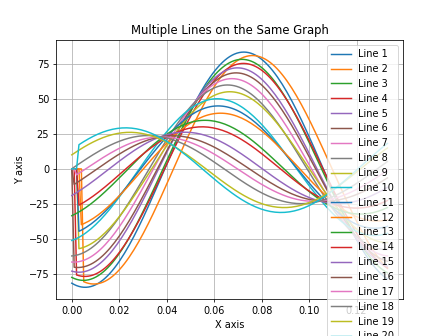 Multiple Lines on the Same Graph
Y axis
75
50
25
0
−25
−50
−75
0.00
0.02
0.04
0.06
0.08
0.10
X axis
Line 1
Line 2
Line 3
Line 4
Line 5
Line 6
Line 7
Line 8
Line 9
Line 10
Line 11
Line 12
Line 13
Line 14
Line 15
Line 16
Line 17
Line 18
Line 19
Line 20